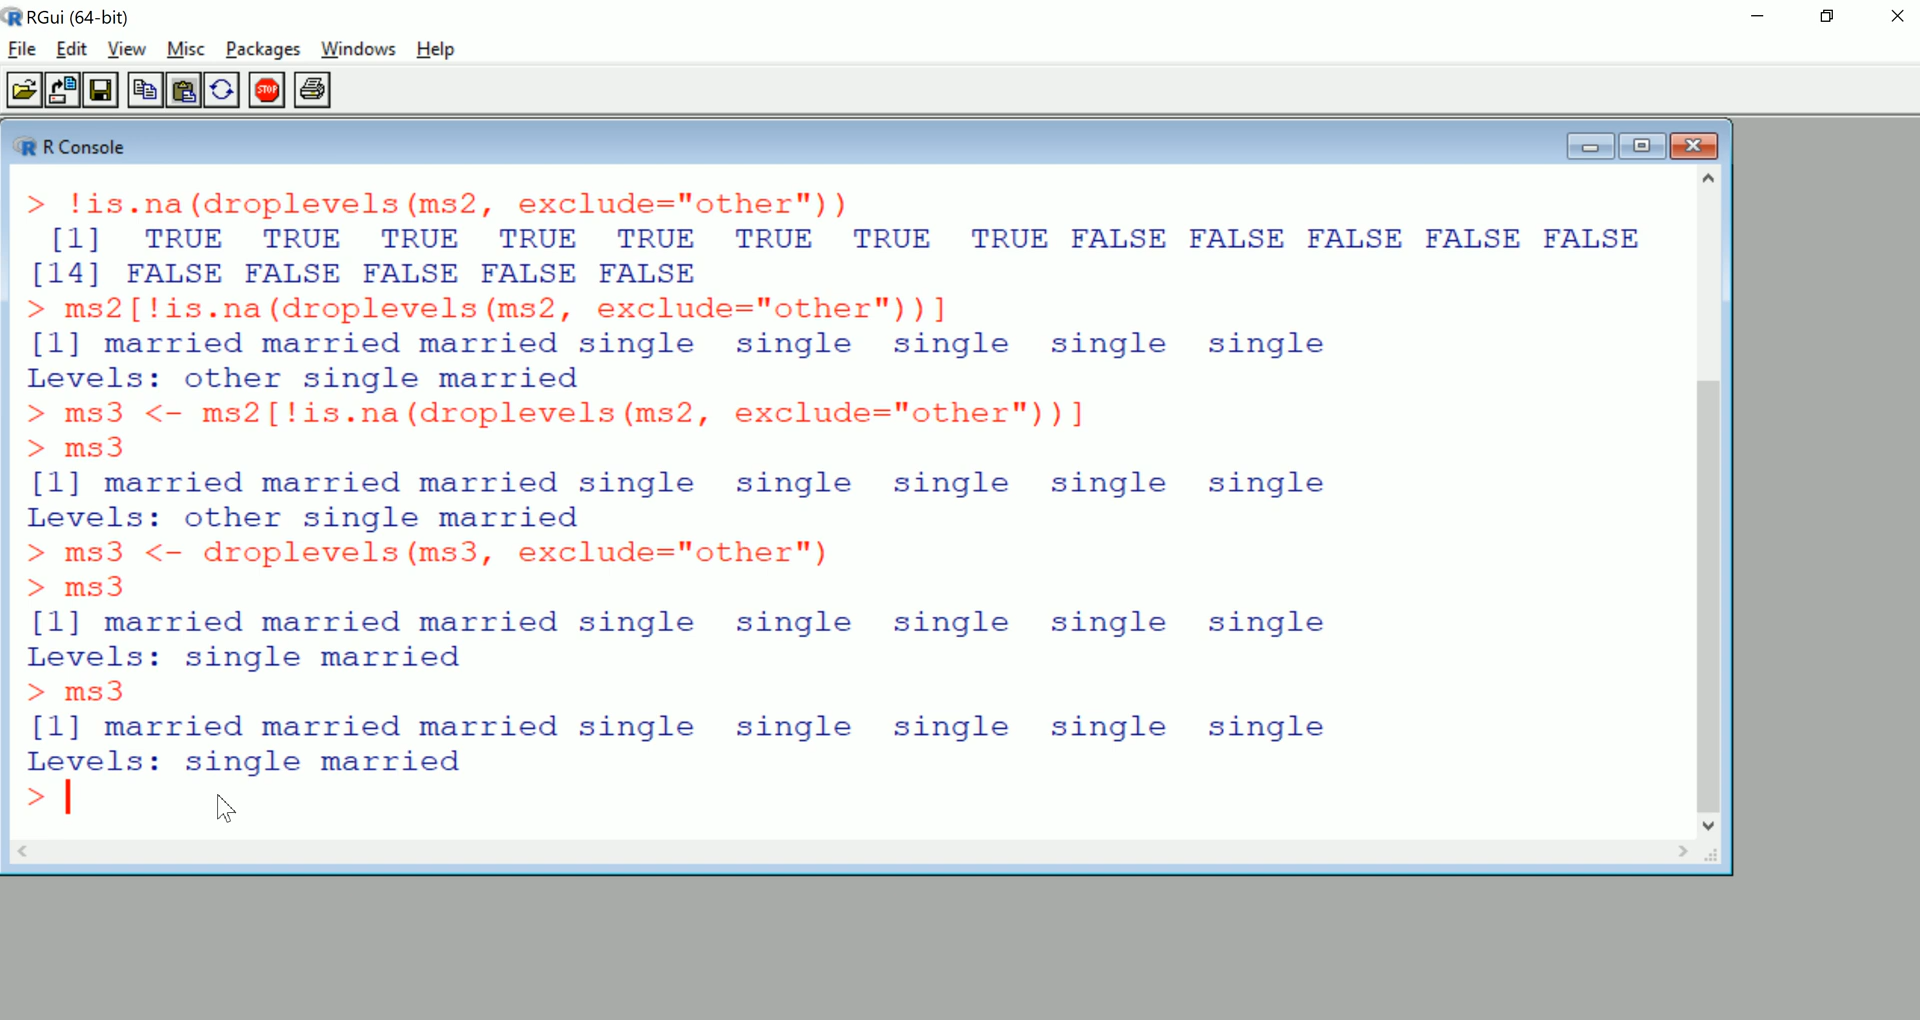 RGui (64-bit)
File Edit View Misc Packages Windows Help
STOP
R Console
> !is.na(droplevels(ms2, exclude="other"))
[1] TRUE TRUE TRUE TRUE TRUE TRUE TRUE TRUE FALSE FALSE FALSE FALSE FALSE
[14] FALSE FALSE FALSE FALSE FALSE
> ms2[!is.na(droplevels(ms2, exclude="other"))]
[1] married married married single single single single single
Levels: other single married
> ms3 <- ms2[!is.na(droplevels(ms2, exclude="other"))]
> ms3
[1] married married married single single single single single
Levels: other single married
> ms3 <- droplevels(ms3, exclude="other")
> ms3
[1] married married married single single single single single
Levels: single married
> ms3
[1] married married married single single single single single
Levels: single married
>